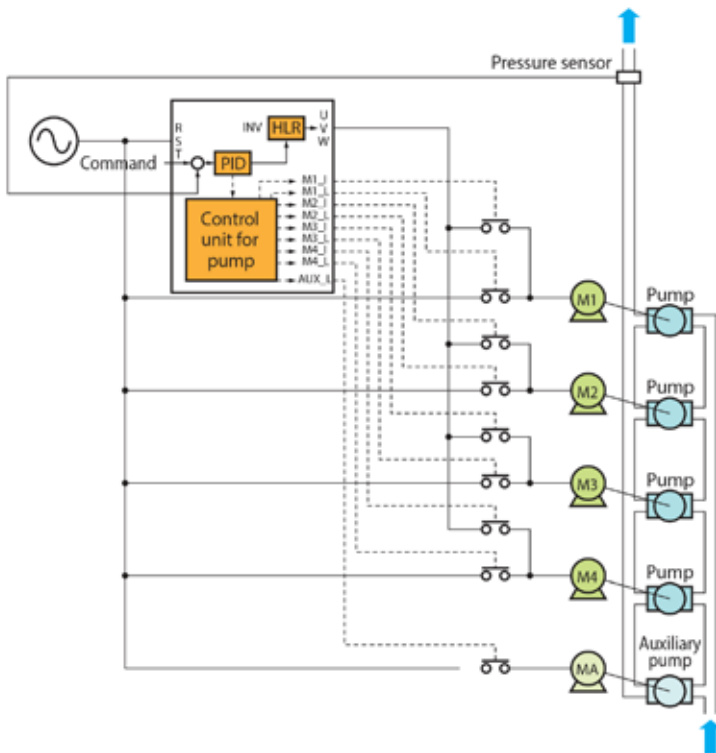 Pressure sensor
INV
HLR
U
V
W
R
S
T
Command
PID
Control
unit for
pump
M1_I
M1_L
M2_I
M2_L
M3_I
M3_L
M4_I
M4_L
AUX_L
M1
Pump
M2
Pump
M3
Pump
M4
Pump
Auxiliary
pump
MA